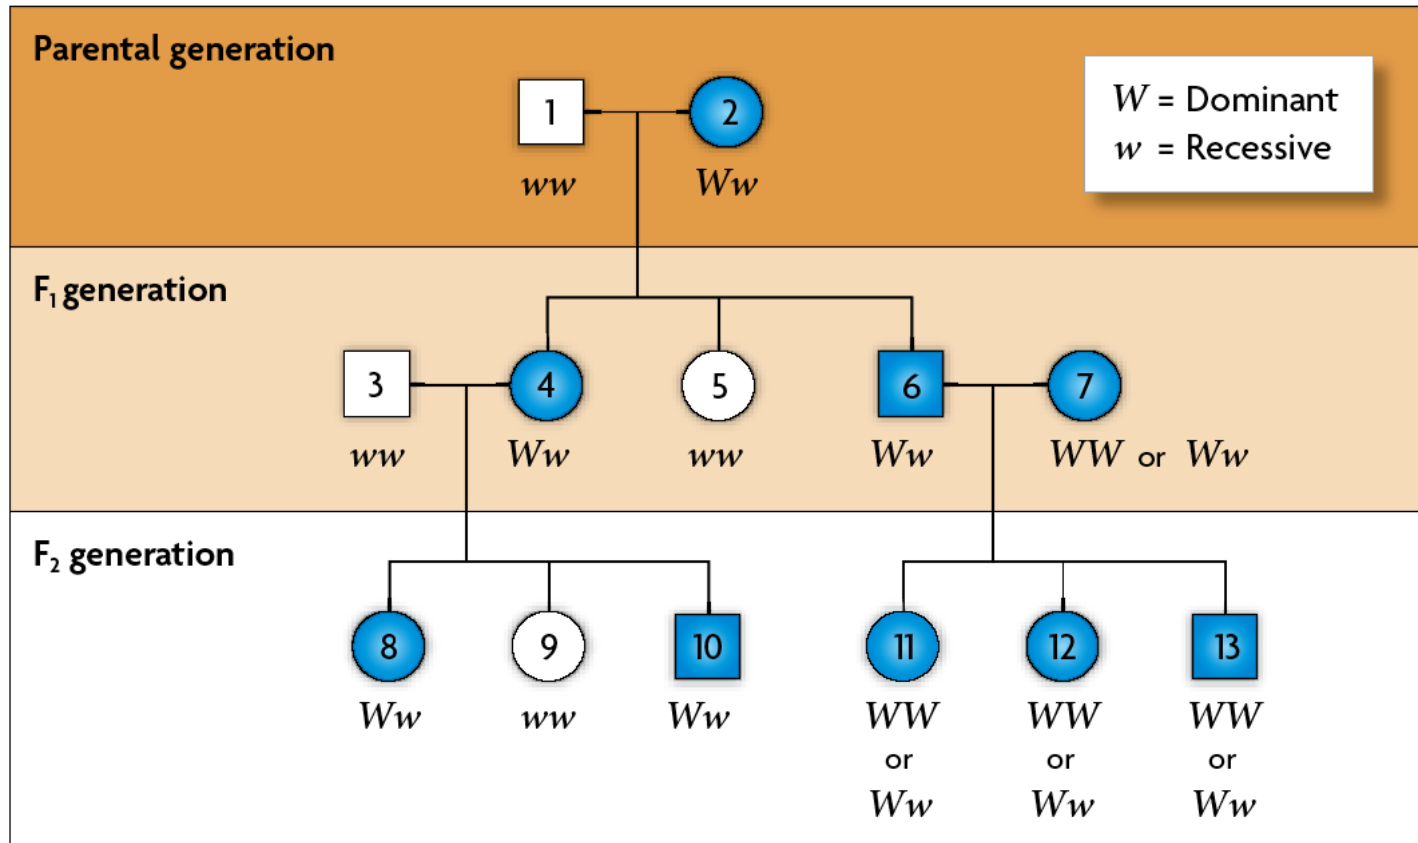 Parental generation
W = Dominant
w = Recessive
1 2
ww Ww
F₁ generation
3 4 5 6 7
ww Ww ww Ww WW or Ww
F₂ generation
8 9 10 11 12 13
Ww ww Ww WW WW WW
or or or
Ww Ww Ww